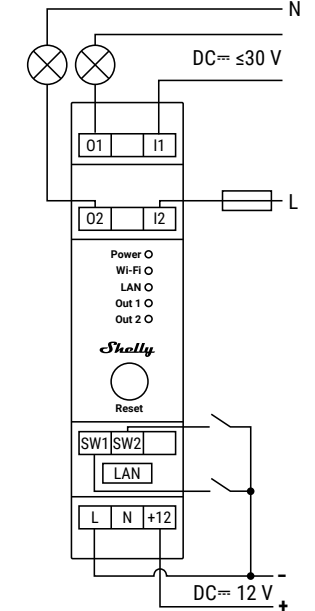 N
DC⎓ ≤30 V
O1 I1
L
O2 I2
Power
Wi-Fi
LAN
Out 1
Out 2
Shelly
Reset
SW1 SW2
LAN
L N +12
-
DC⎓ 12 V
+